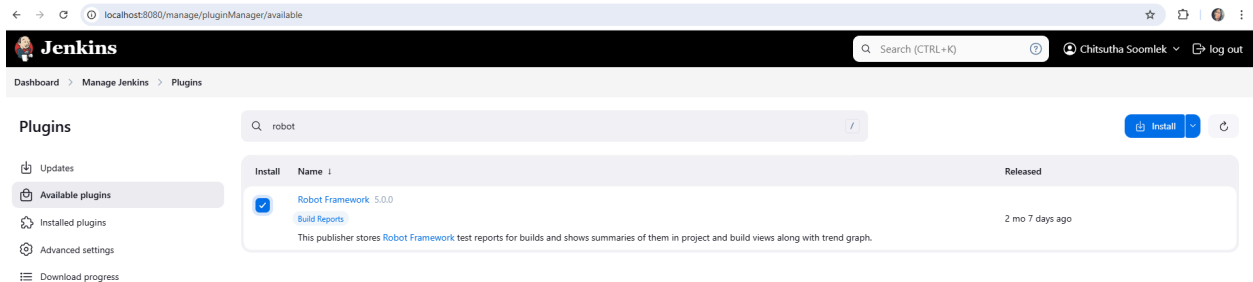 localhost:8080/manage/pluginManager/available
Jenkins
Search (CTRL+K)
?
Chitsutha Soomlek
log out
Dashboard > Manage Jenkins > Plugins
Plugins
robot
/
Install
Updates
Available plugins
Installed plugins
Advanced settings
Download progress
Install Name ↓ Released
Robot Framework 5.0.0
Build Reports
2 mo 7 days ago
This publisher stores Robot Framework test reports for builds and shows summaries of them in project and build views along with trend graph.